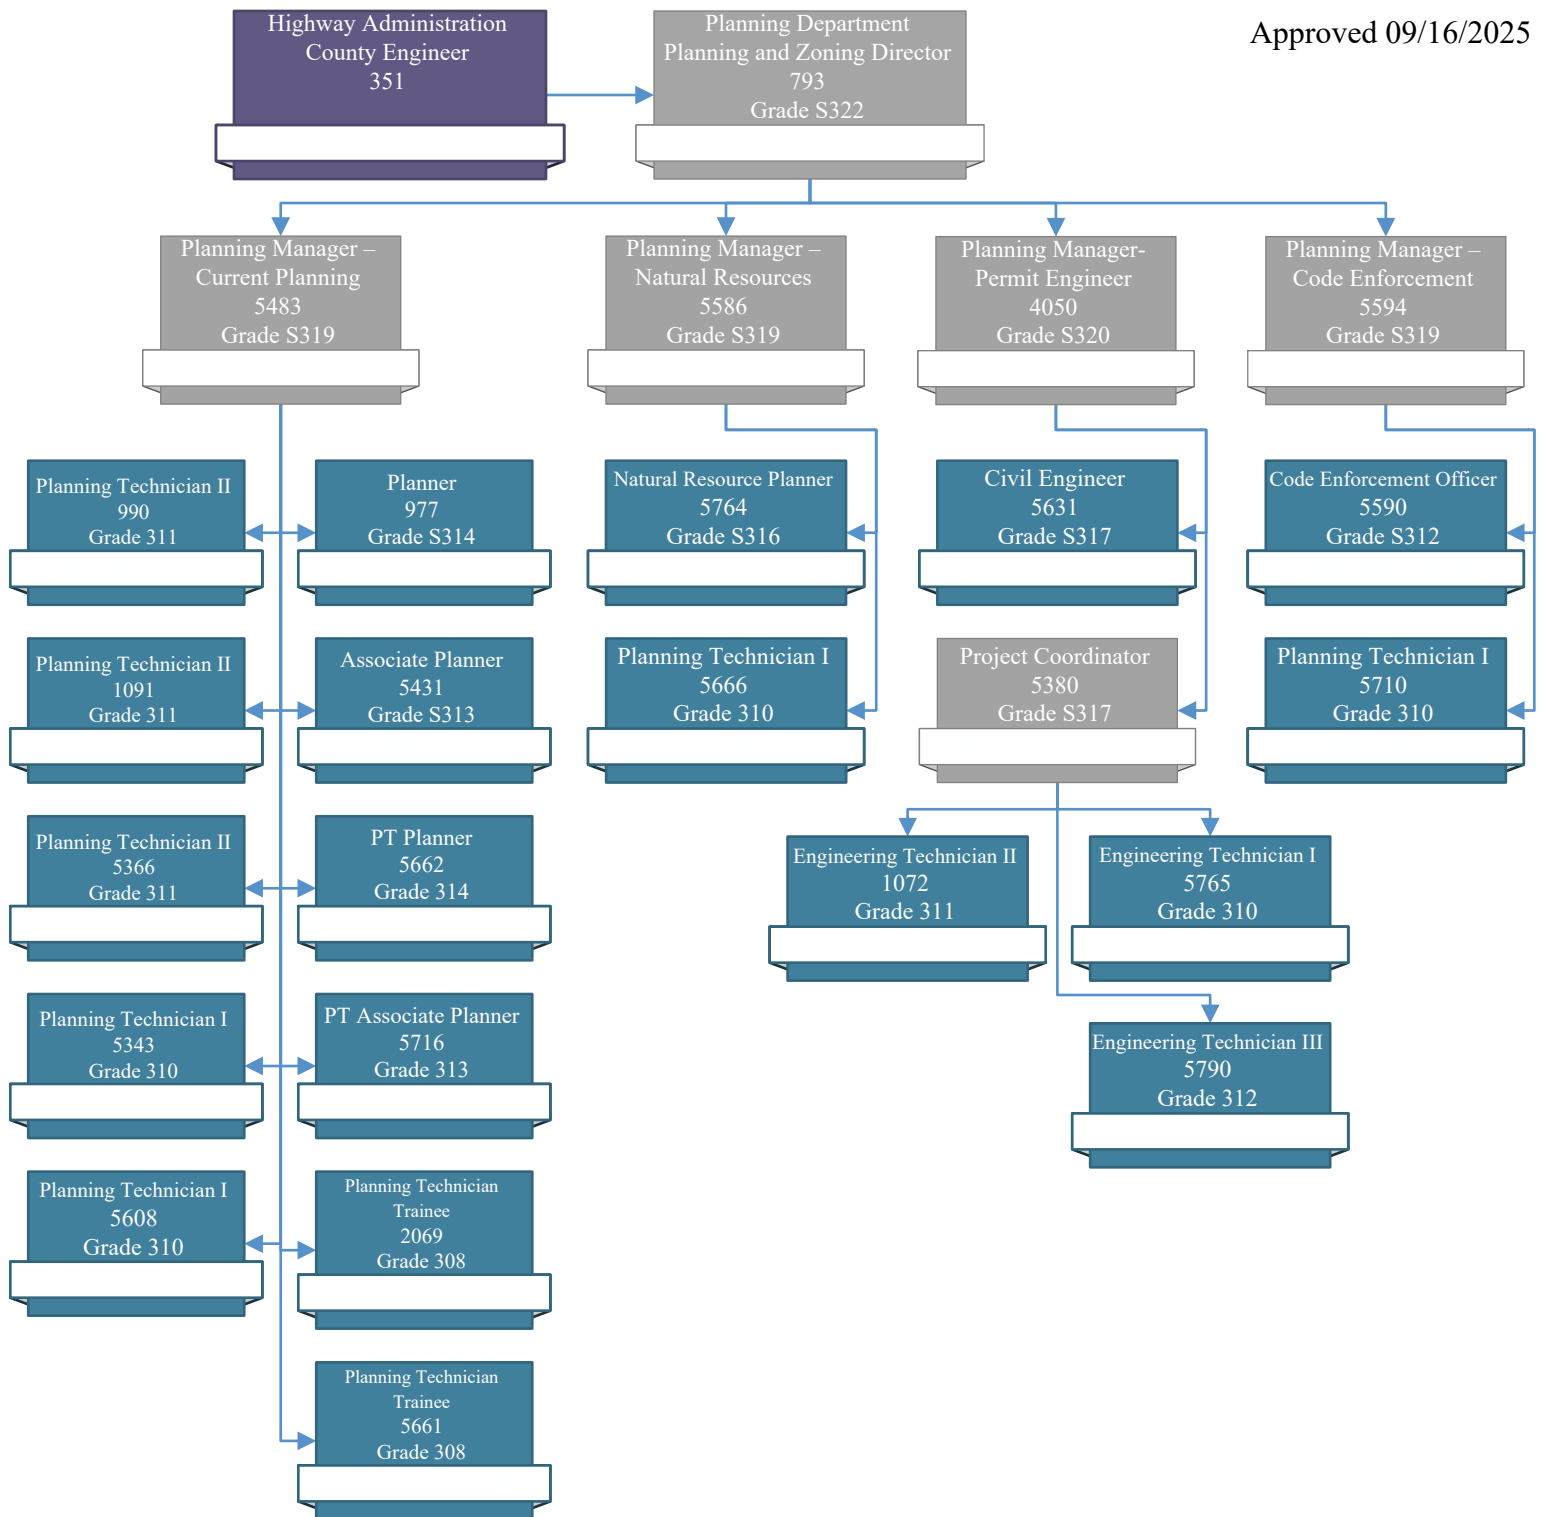 Highway Administration
County Engineer
351
Planning Department
Planning and Zoning Director
793
Grade S322
Approved 09/16/2025
Planning Manager –
Current Planning
5483
Grade S319
Planning Manager –
Natural Resources
5586
Grade S319
Planning Manager-
Permit Engineer
4050
Grade S320
Planning Manager –
Code Enforcement
5594
Grade S319
Planning Technician II
990
Grade 311
Planner
977
Grade S314
Natural Resource Planner
5764
Grade S316
Civil Engineer
5631
Grade S317
Code Enforcement Officer
5590
Grade S312
Planning Technician II
1091
Grade 311
Associate Planner
5431
Grade S313
Planning Technician I
5666
Grade 310
Project Coordinator
5380
Grade S317
Planning Technician I
5710
Grade 310
Planning Technician II
5366
Grade 311
PT Planner
5662
Grade 314
Engineering Technician II
1072
Grade 311
Engineering Technician I
5765
Grade 310
Planning Technician I
5343
Grade 310
PT Associate Planner
5716
Grade 313
Engineering Technician III
5790
Grade 312
Planning Technician I
5608
Grade 310
Planning Technician
Trainee
2069
Grade 308
Planning Technician
Trainee
5661
Grade 308